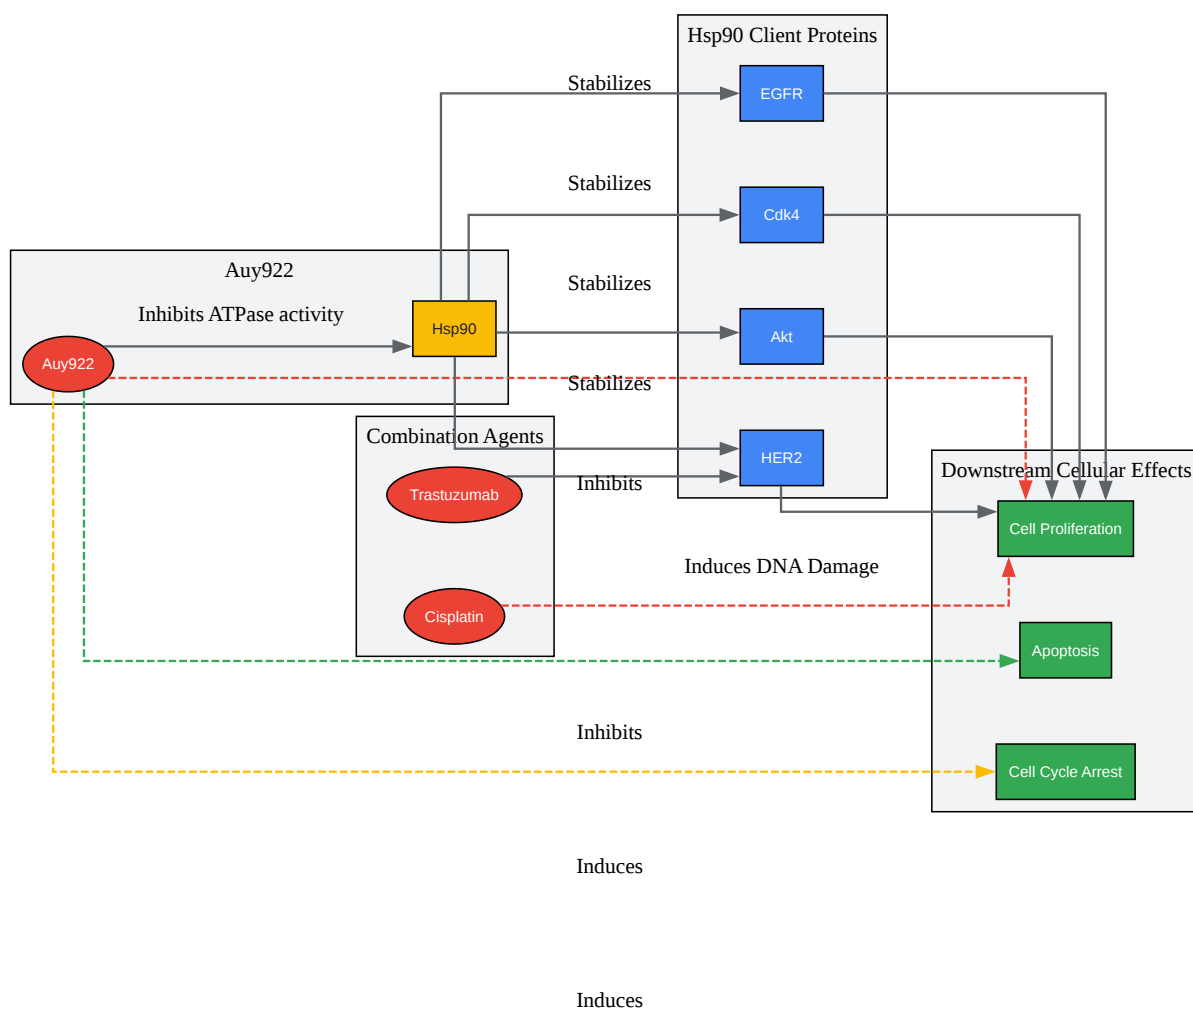 Hsp90 Client Proteins
Stabilizes
EGFR
Stabilizes
Cdk4
Auy922
Stabilizes
Inhibits ATPase activity
Hsp90
Akt
Auy922
Stabilizes
Combination Agents
HER2
Downstream Cellular Effects
Inhibits
Trastuzumab
Cell Proliferation
Induces DNA Damage
Cisplatin
Apoptosis
Inhibits
Cell Cycle Arrest
Induces
Induces